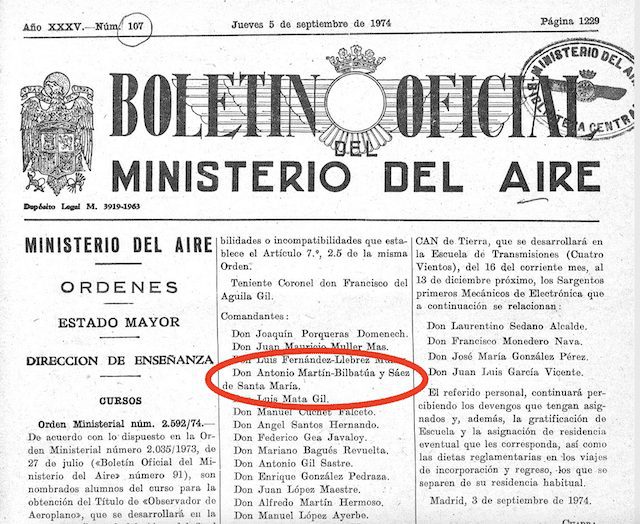 Año XXXV.—Núm. 107
Jueves 5 de septiembre de 1974
Página 1229
BOLETIN OFICIAL
DEL
MINISTERIO DEL AIRE
MINISTERIO DEL AIRE
BIBLIOTECA CENTRAL
Depósito Legal M. 3919-1963
MINISTERIO DEL AIRE
ORDENES
ESTADO MAYOR
DIRECCION DE ENSEÑANZA
CURSOS
Orden Ministerial núm. 2.592/74.—
De acuerdo con lo dispuesto en la Or-
den Ministerial número 2.035/1973, de
27 de julio («Boletín Oficial del Mi-
nisterio del Aire» número 91), son
nombrados alumnos del curso para la
obtención del Título de «Observador de
Aeroplano», que se desarrollará en la
bilidades o incompatibilidades que esta-
blece el Artículo 7.º, 2.5 de la misma
Orden.
Teniente Coronel don Francisco del
Aguila Gil.
Comandantes:
Don Joaquín Porqueras Domenech.
Don Juan Mauricio Muller Mas.
Don Luis Fernández-Llebrez
Don Antonio Martín-Bilbatúa y Sáez
de Santa María.
Luis Mata Gil.
Don Manuel Cuchet Falceto.
Don Angel Santos Hernando.
Don Federico Gea Javaloy.
Don Mariano Bagués Revuelta.
Don Antonio Gil Sastre.
Don Enrique González Pedraza.
Don Juan López Maestre.
Don Alfredo Martín Hermoso.
Don Manuel López Ayerbe.
CAN de Tierra, que se desarrollará en
la Escuela de Transmisiones (Cuatro
Vientos), del 16 del corriente mes, al
13 de diciembre próximo, los Sargentos
primeros Mecánicos de Electrónica que
a continuación se relacionan:
Don Laurentino Sedano Alcalde.
Don Francisco Monedero Nava.
Don José María González Pérez.
Don Juan Luis García Vicente.
El referido personal, continuará per-
cibiendo los devengos que tengan asig-
nados y, además, la gratificación de
Escuela y la asignación de residencia
eventual que les corresponda, así como
las dietas reglamentarias en los viajes
de incorporación y regreso, los que se
separen de su residencia habitual.
Madrid, 3 de septiembre de 1974.